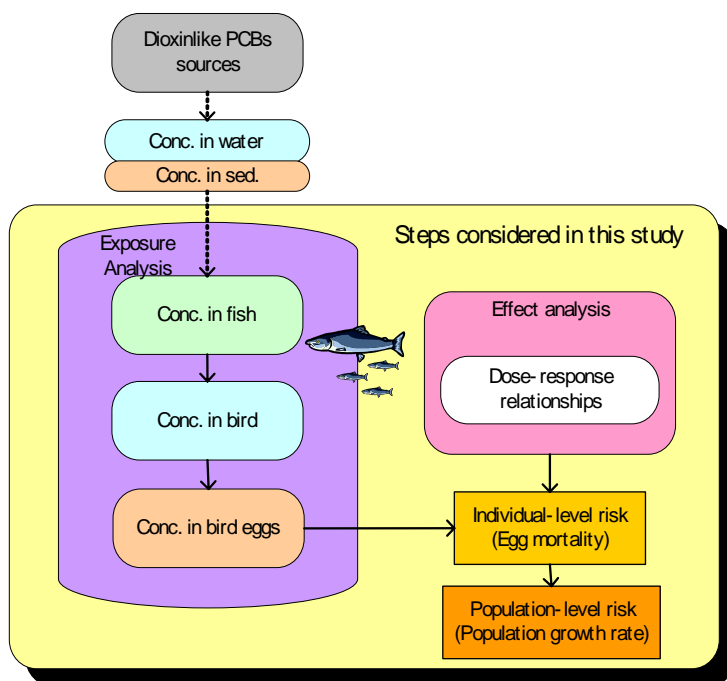 Dioxinlike PCBs
sources
Conc. in water
Conc. in sed.
Steps considered in this study
Exposure
Analysis
Conc. in fish
Effect analysis
Dose- response
relationships
Conc. in bird
Conc. in bird eggs
Individual- level risk
(Egg mortality)
Population- level risk
(Population growth rate)